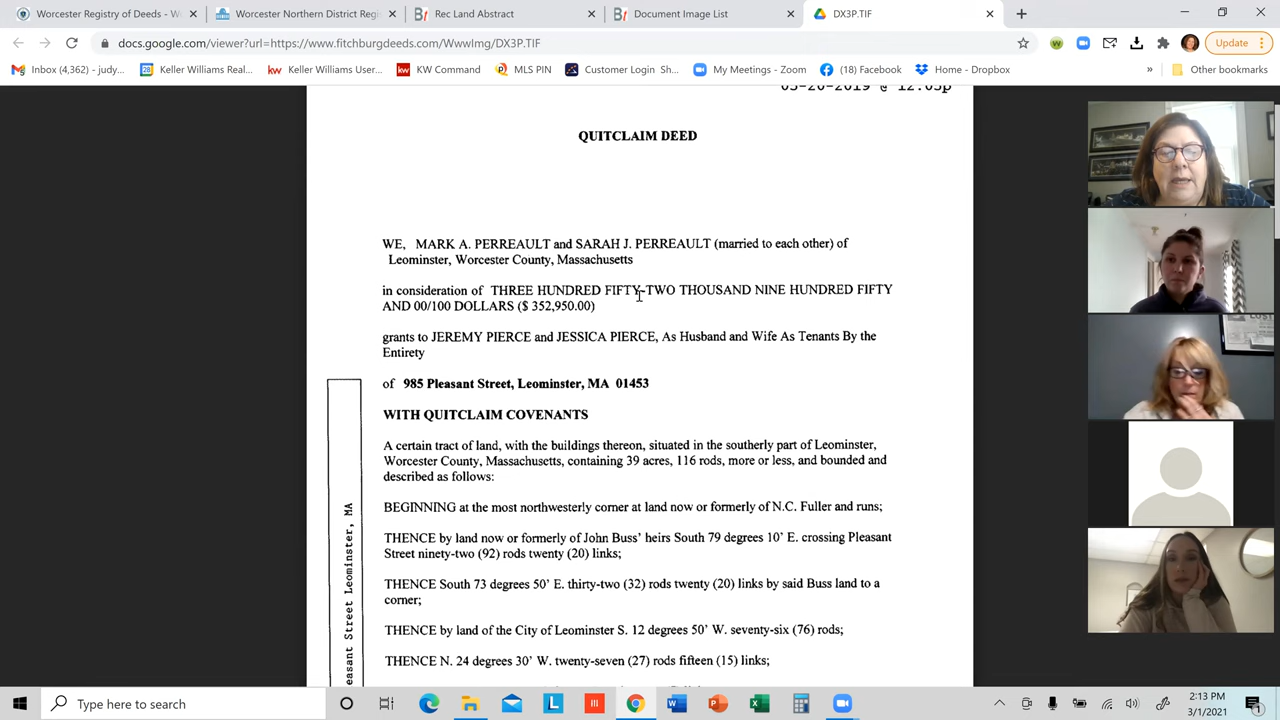 Worcester Registry of Deeds - W
Worcester Northern District Regi
Rec Land Abstract
Document Image List
DX3P.TIF
docs.google.com/viewer?url=https://www.fitchburgdeeds.com/WwwImg/DX3P.TIF
Update
Inbox (4,362) - judy...
Keller Williams Real...
Keller Williams User...
KW Command
MLS PIN
Customer Login Sh...
My Meetings - Zoom
(18) Facebook
Home - Dropbox
»
Other bookmarks
QUITCLAIM DEED
WE, MARK A. PERREAULT and SARAH J. PERREAULT (married to each other) of
Leominster, Worcester County, Massachusetts
in consideration of THREE HUNDRED FIFTY-TWO THOUSAND NINE HUNDRED FIFTY
AND 00/100 DOLLARS ($ 352,950.00)
grants to JEREMY PIERCE and JESSICA PIERCE, As Husband and Wife As Tenants By the
Entirety
of 985 Pleasant Street, Leominster, MA 01453
WITH QUITCLAIM COVENANTS
A certain tract of land, with the buildings thereon, situated in the southerly part of Leominster,
Worcester County, Massachusetts, containing 39 acres, 116 rods, more or less, and bounded and
described as follows:
BEGINNING at the most northwesterly corner at land now or formerly of N.C. Fuller and runs;
THENCE by land now or formerly of John Buss' heirs South 79 degrees 10' E. crossing Pleasant
Street ninety-two (92) rods twenty (20) links;
THENCE South 73 degrees 50' E. thirty-two (32) rods twenty (20) links by said Buss land to a
corner;
THENCE by land of the City of Leominster S. 12 degrees 50' W. seventy-six (76) rods;
THENCE N. 24 degrees 30' W. twenty-seven (27) rods fifteen (15) links;
easant Street Leominster, MA
Type here to search
2:13 PM
3/1/2021